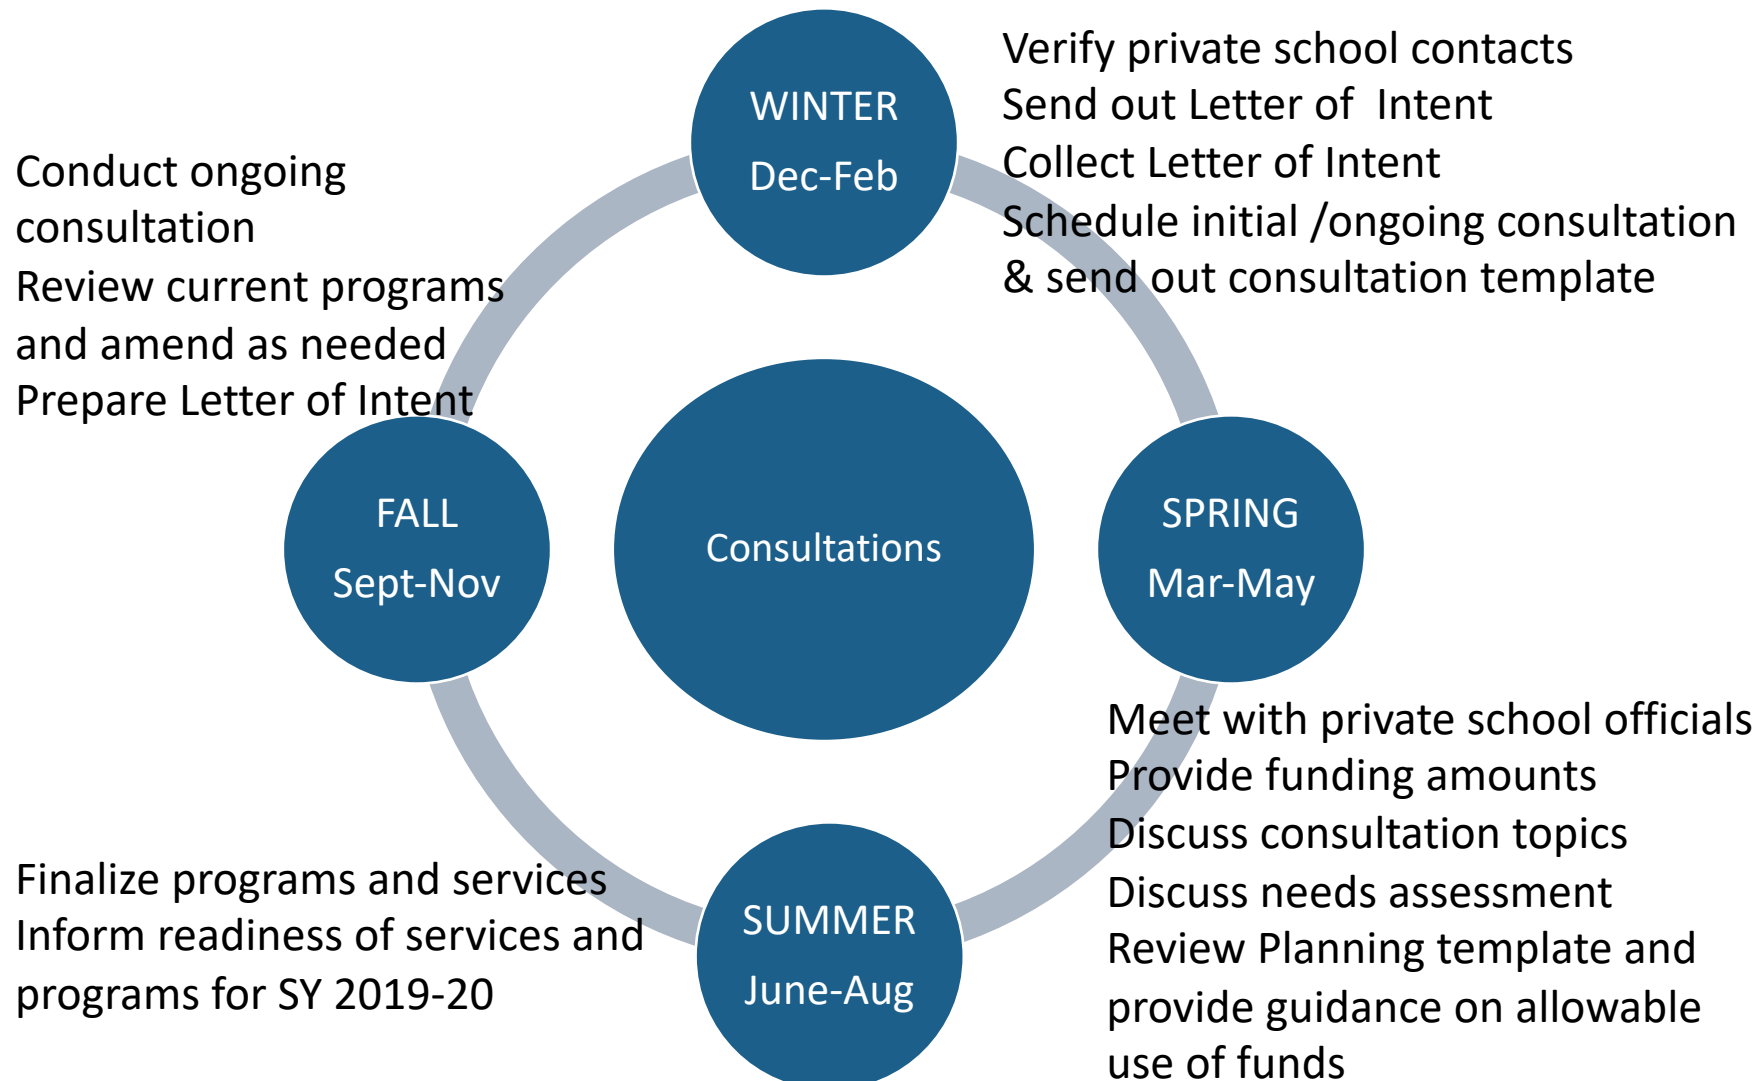 WINTER
Dec-Feb
Verify private school contacts
Send out Letter of  Intent
Collect Letter of Intent
Schedule initial /ongoing consultation
& send out consultation template
Conduct ongoing
consultation
Review current programs
and amend as needed
Prepare Letter of Intent
FALL
Sept-Nov
Consultations
SPRING
Mar-May
Meet with private school officials
Provide funding amounts
Discuss consultation topics
Discuss needs assessment
Review Planning template and
provide guidance on allowable
use of funds
Finalize programs and services
Inform readiness of services and
programs for SY 2019-20
SUMMER
June-Aug